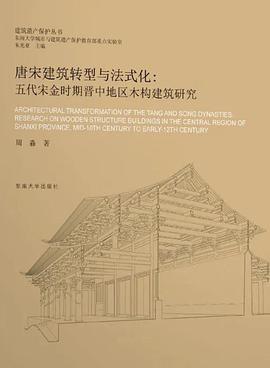 建筑遗产保护丛书
东南大学城市与建筑遗产保护教育部重点实验室
朱光亚 主编
唐宋建筑转型与法式化：
五代宋金时期晋中地区木构建筑研究
ARCHITECTURAL TRANSFORMATION OF THE TANG AND SONG DYNASTIES:
RESEARCH ON WOODEN STRUCTURE BUILDINGS IN THE CENTRAL REGION OF
SHANXI PROVINCE, MID-10TH CENTURY TO EARLY-12TH CENTURY
周淼 著
东南大学出版社